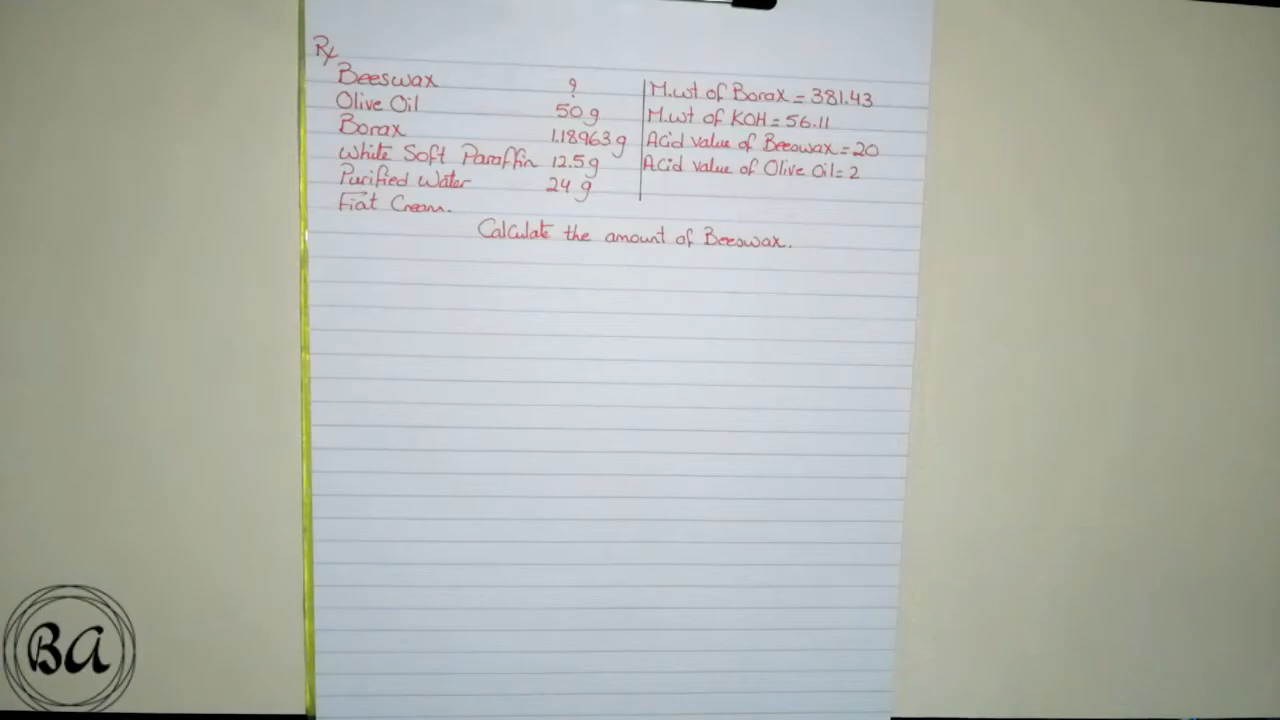 Rx
Beeswax ?
Olive Oil 50 g
Borax 1.18963 g
White Soft Paraffin 12.5 g
Purified Water 24 g
Fiat Cream.
M.wt of Borax = 381.43
M.wt of KOH = 56.11
Acid value of Beeswax = 20
Acid value of Olive Oil = 2
Calculate the amount of Beeswax.
BA